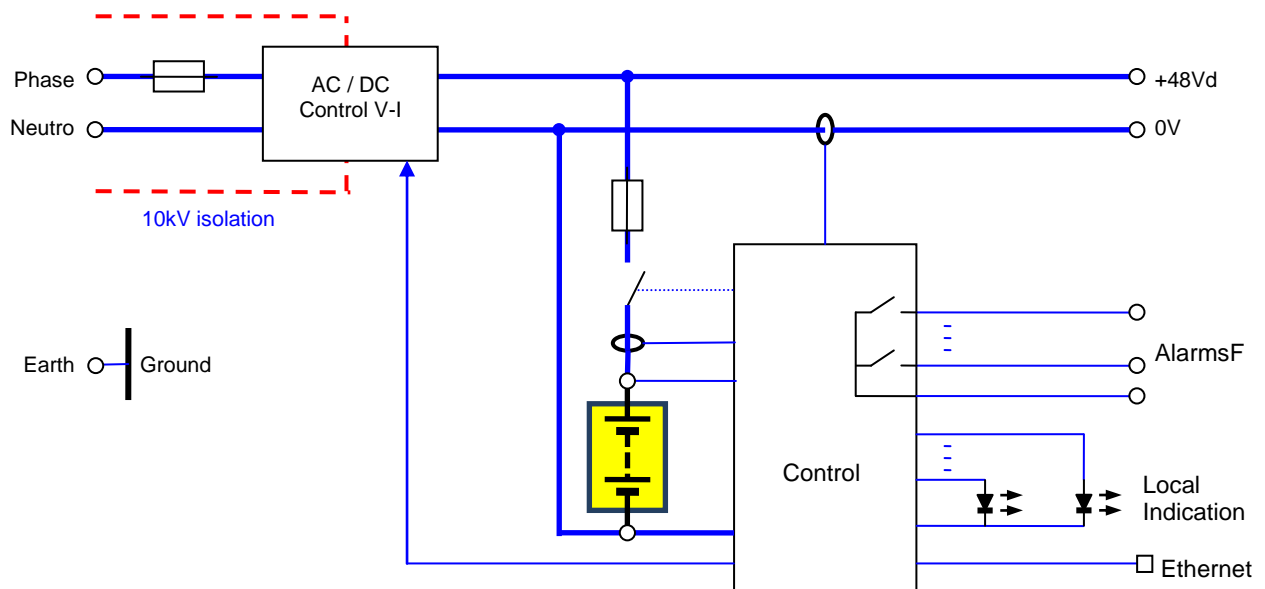 Phase
AC / DC
Control V-I
+48Vd
Neutro
0V
10kV isolation
Earth
Ground
AlarmsF
Control
Local
Indication
Ethernet